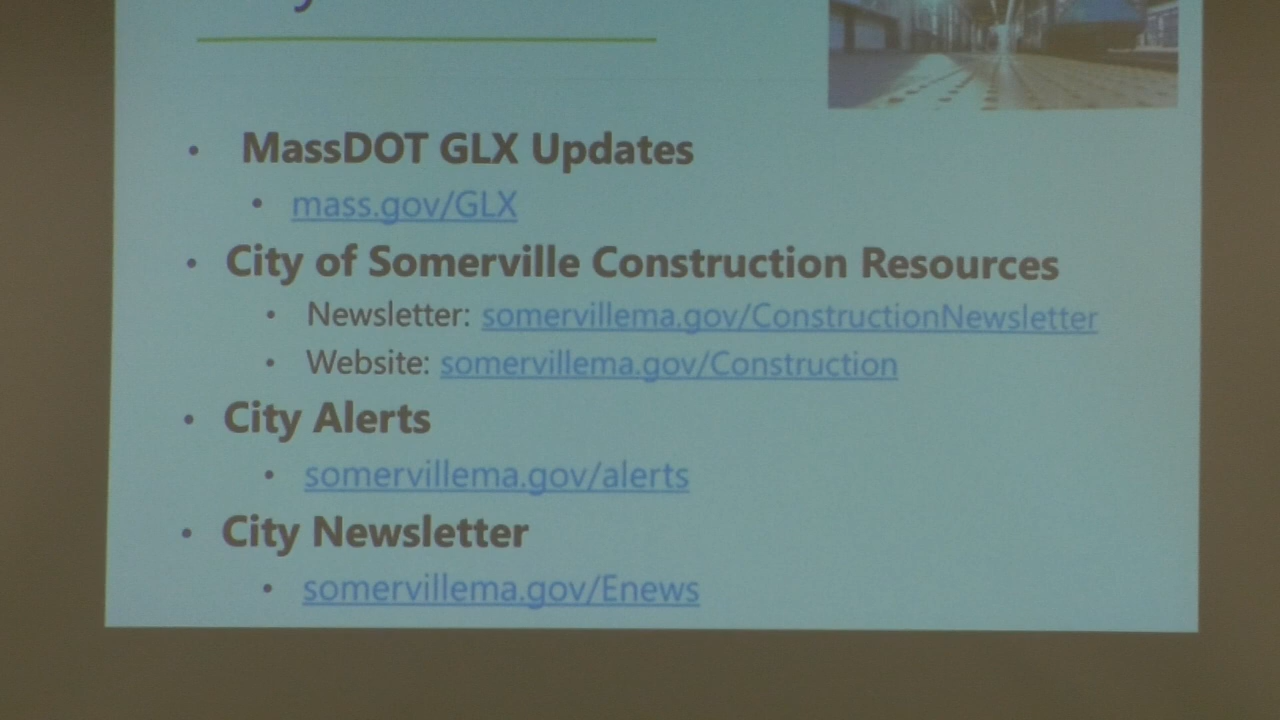 MassDOT GLX Updates
mass.gov/GLX
City of Somerville Construction Resources
Newsletter: somervillema.gov/ConstructionNewsletter
Website: somervillema.gov/Construction
City Alerts
somervillema.gov/alerts
City Newsletter
somervillema.gov/Enews